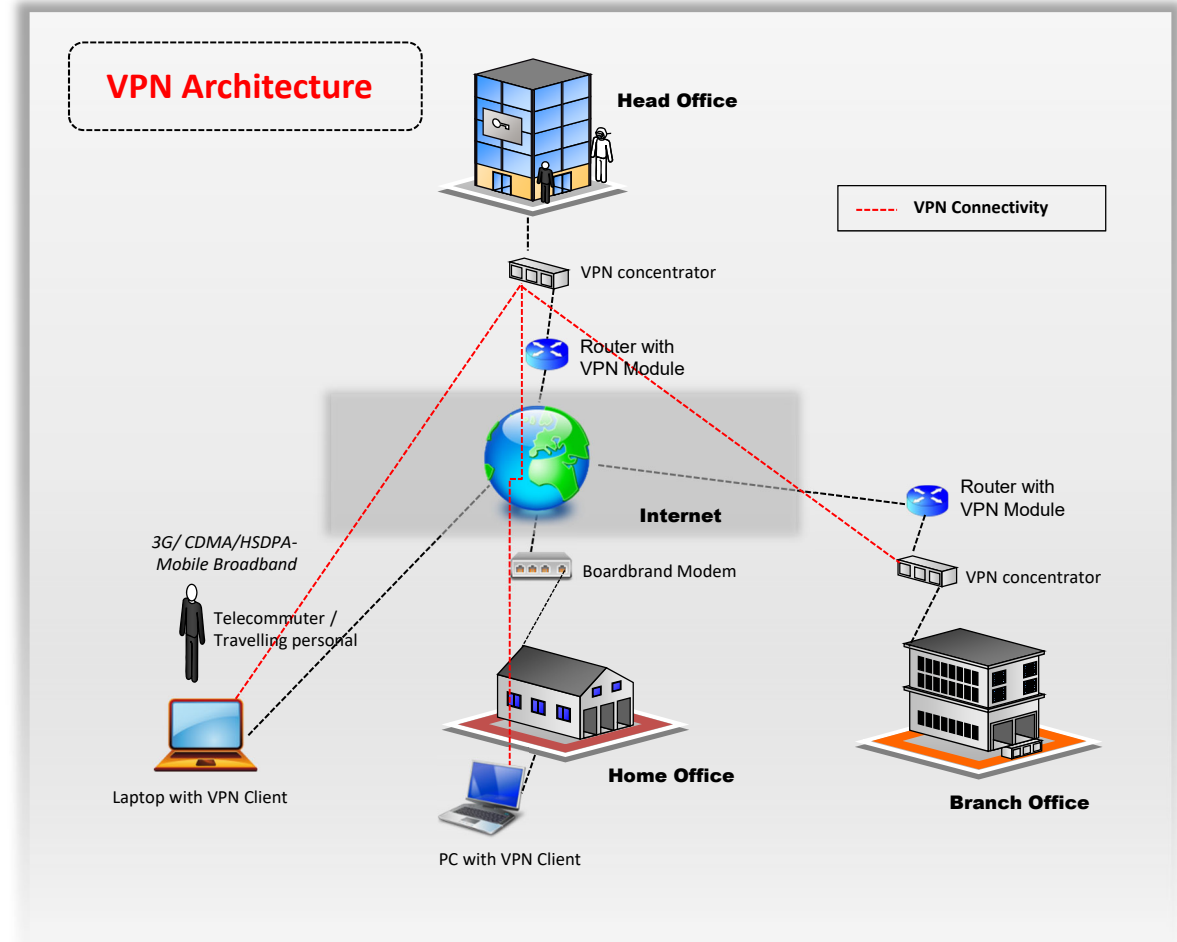 VPN Architecture
Head Office
VPN Connectivity
VPN concentrator
Router with
VPN Module
Internet
Router with
VPN Module
3G/ CDMA/HSDPA-
Mobile Broadband
Boardbrand Modem
VPN concentrator
Telecommuter /
Travelling personal
Home Office
Laptop with VPN Client
Branch Office
PC with VPN Client